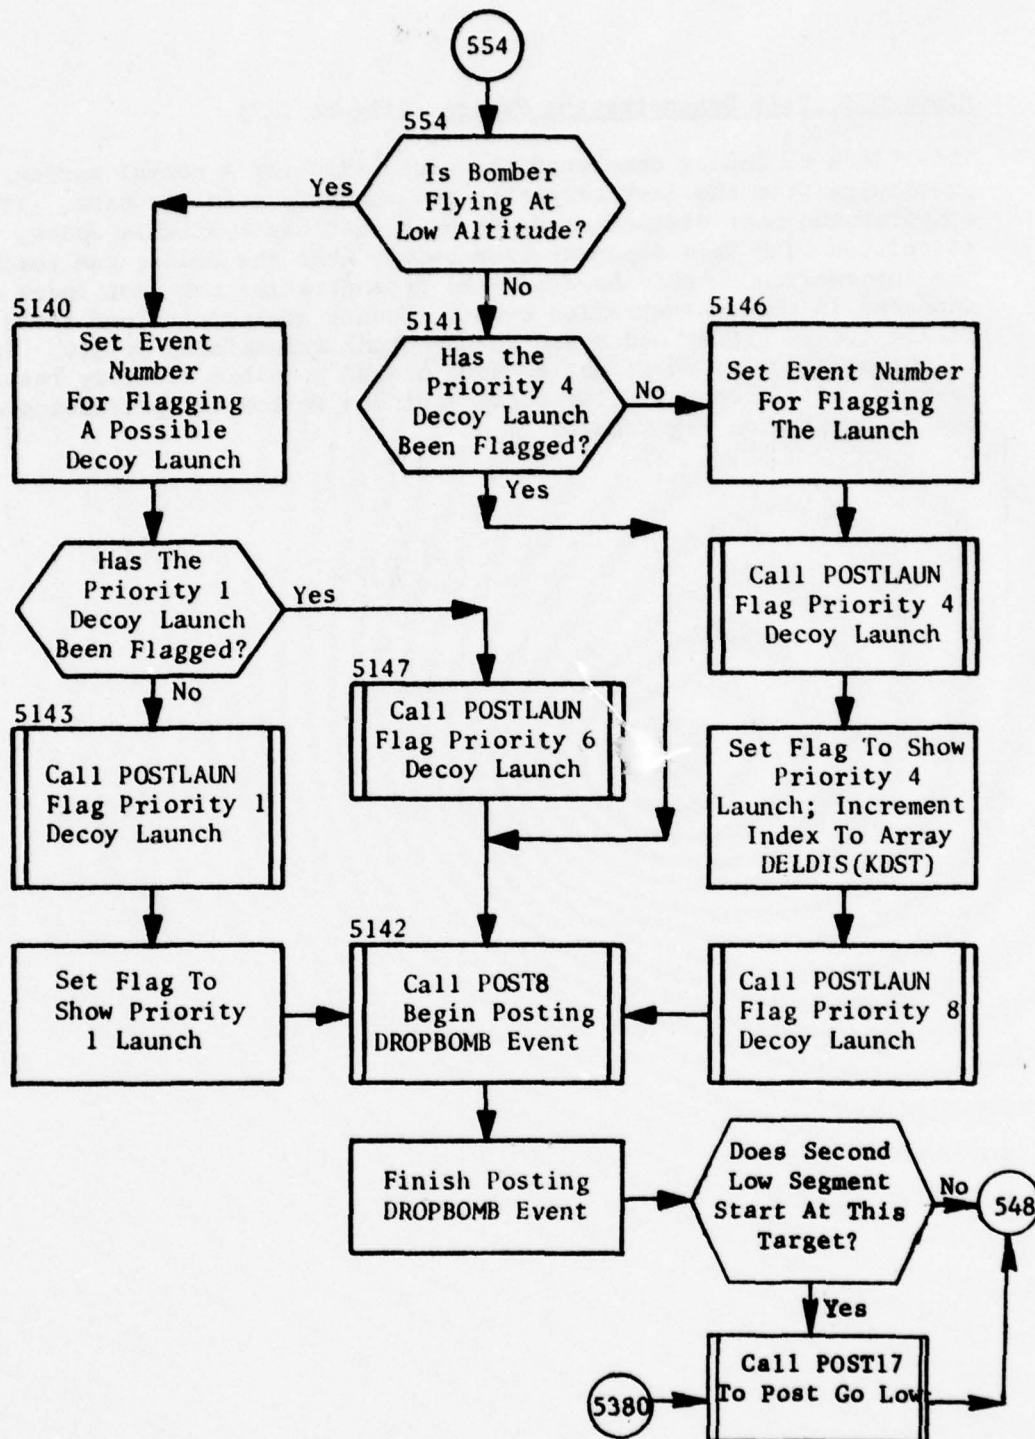 554
554
Is Bomber
Flying At
Low Altitude?
Yes
No
5140
Set Event
Number
For Flagging
A Possible
Decoy Launch
5141
Has the
Priority 4
Decoy Launch
Been Flagged?
No
Yes
5146
Set Event Number
For Flagging
The Launch
Has The
Priority 1
Decoy Launch
Been Flagged?
Yes
No
Call POSTLAUN
Flag Priority 4
Decoy Launch
5147
Call POSTLAUN
Flag Priority 6
Decoy Launch
5143
Call POSTLAUN
Flag Priority 1
Decoy Launch
Set Flag To Show
Priority 4
Launch; Increment
Index To Array
DELDIS(KDST)
Set Flag To
Show Priority
1 Launch
5142
Call POST8
Begin Posting
DROPBOMB Event
Call POSTLAUN
Flag Priority 8
Decoy Launch
Finish Posting
DROPBOMB Event
Does Second
Low Segment
Start At This
Target?
No
548
Yes
5380
Call POST17
To Post Go Low